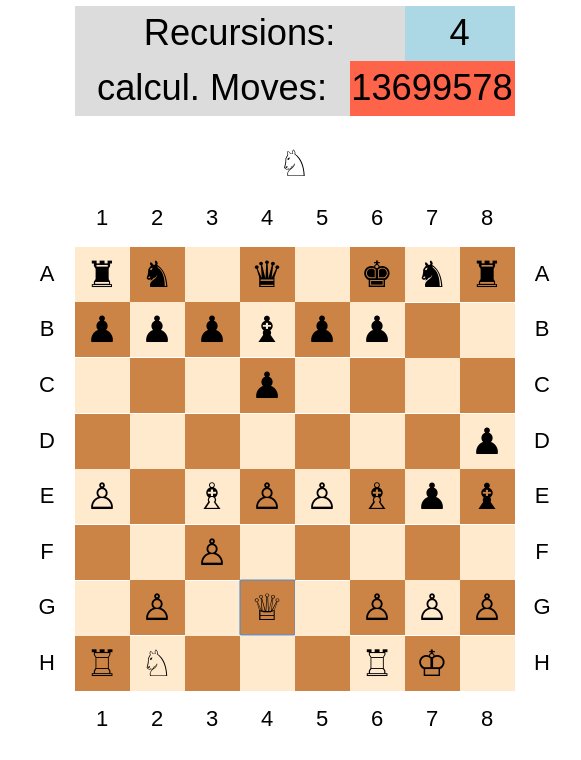 Recursions: 4
calcul. Moves: 13699578
♘
1 2 3 4 5 6 7 8
A ♜ ♞ ♛ ♚ ♞ ♜ A
B ♟ ♟ ♟ ♝ ♟ ♟ B
C ♟ C
D ♟ D
E ♙ ♗ ♙ ♙ ♗ ♟ ♝ E
F ♙ F
G ♙ ♕ ♙ ♙ ♙ G
H ♖ ♘ ♖ ♔ H
1 2 3 4 5 6 7 8